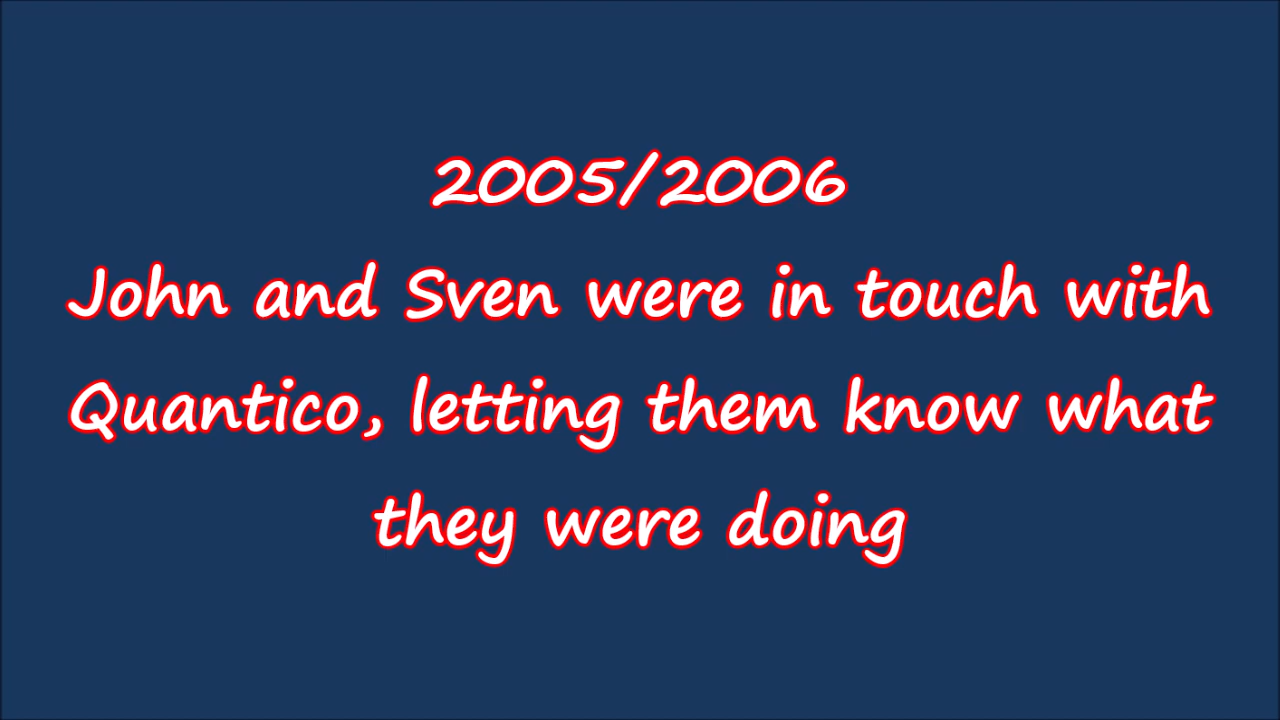 2005/2006
John and Sven were in touch with
Quantico, letting them know what
they were doing